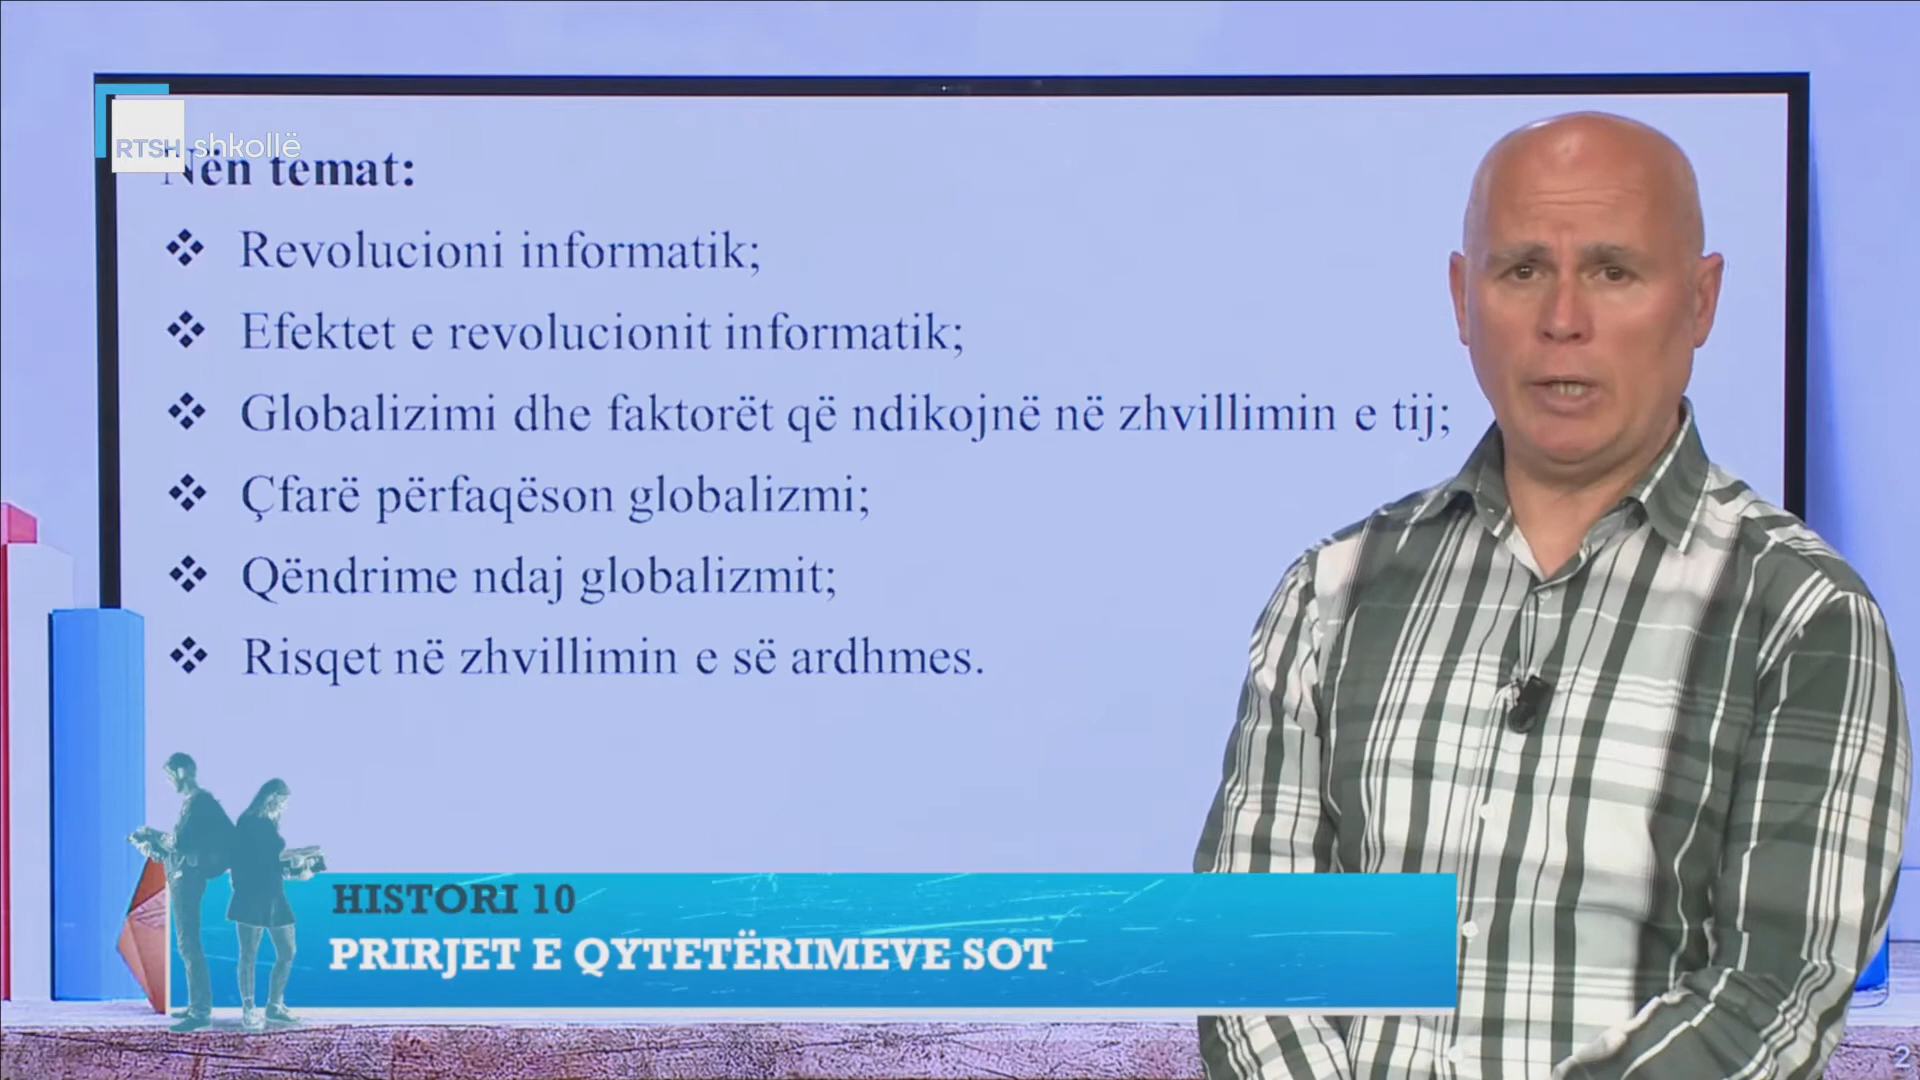 RTSH shkollë
Nën temat:
❖ Revolucioni informatik;
❖ Efektet e revolucionit informatik;
❖ Globalizimi dhe faktorët që ndikojnë në zhvillimin e tij;
❖ Çfarë përfaqëson globalizmi;
❖ Qëndrime ndaj globalizmit;
❖ Risqet në zhvillimin e së ardhmes.
HISTORI 10
PRIRJET E QYTETËRIMEVE SOT
2